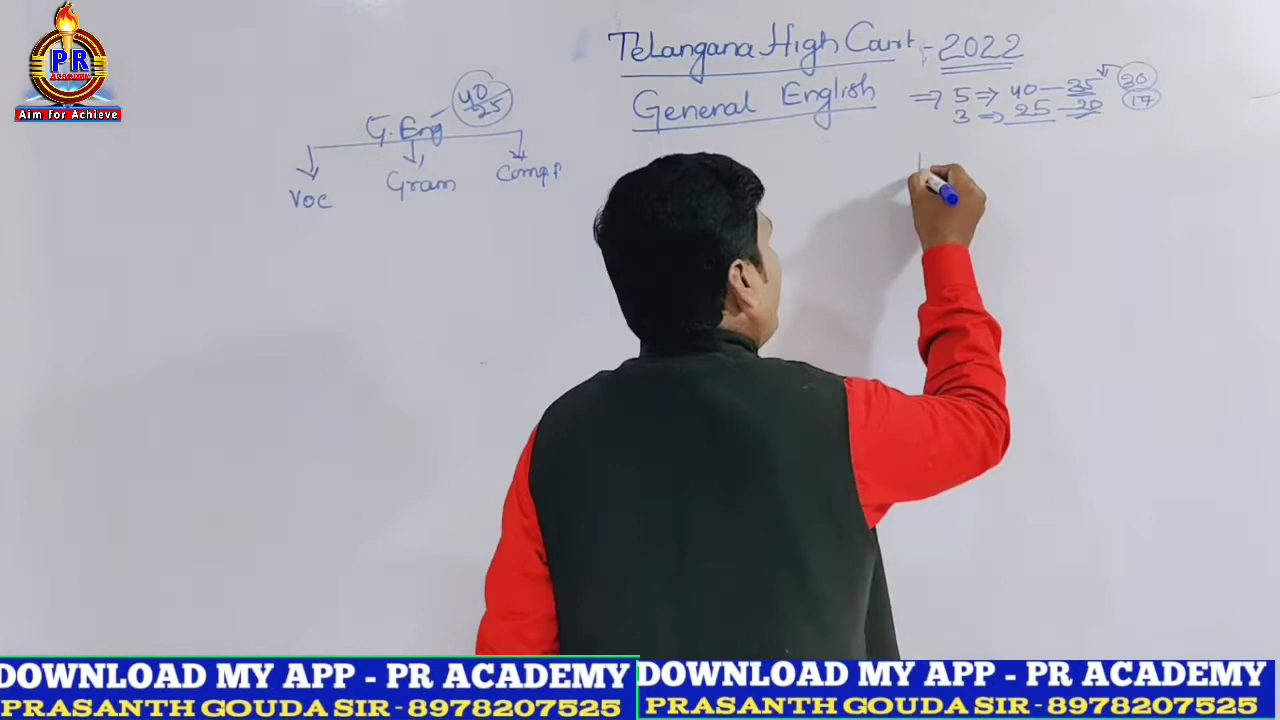 PR
Academy
Aim For Achieve
Telangana High Cart - 2022
General English ⇒ 5 ⇒ 40 — 35 30
3 ⇒ 25 — 20 17
G. Eng 40/25
Voc Gram Comp
DOWNLOAD MY APP - PR ACADEMY DOWNLOAD MY APP - PR ACADEMY
PRASANTH GOUDA SIR - 8978207525 PRASANTH GOUDA SIR - 8978207525